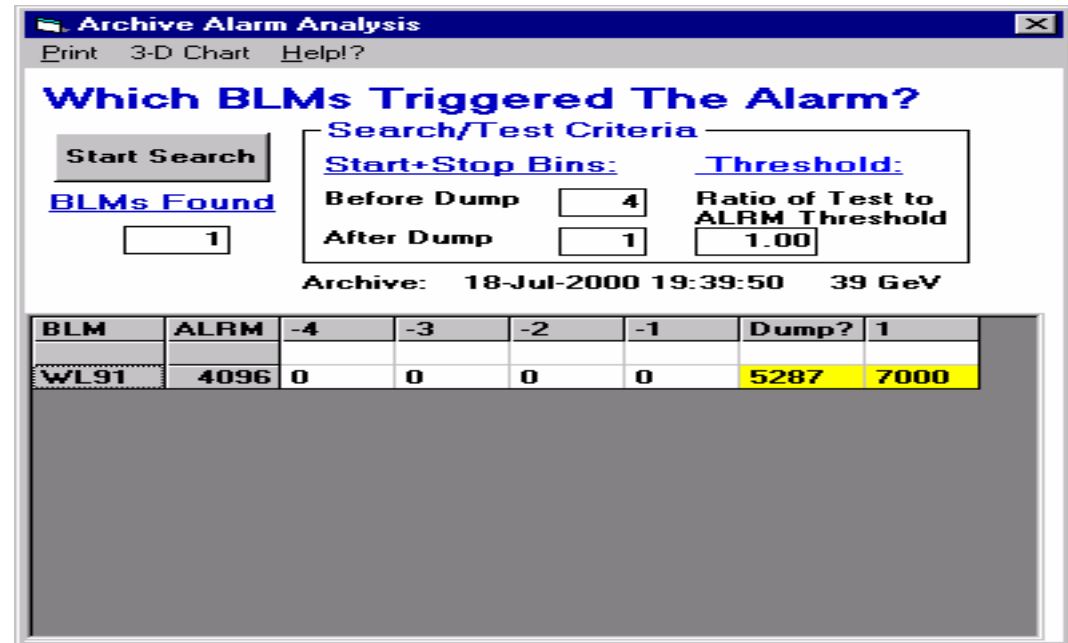 Archive Alarm Analysis
Print 3-D Chart Help!?
Which BLMs Triggered The Alarm?
Start Search
BLMs Found
1
Search/Test Criteria
Start+Stop Bins: Threshold:
Before Dump 4 Ratio of Test to
ALRM Threshold
After Dump 1 1.00
Archive: 18-Jul-2000 19:39:50 39 GeV
BLM ALRM -4 -3 -2 -1 Dump? 1
WL91 4096 0 0 0 0 5287 7000